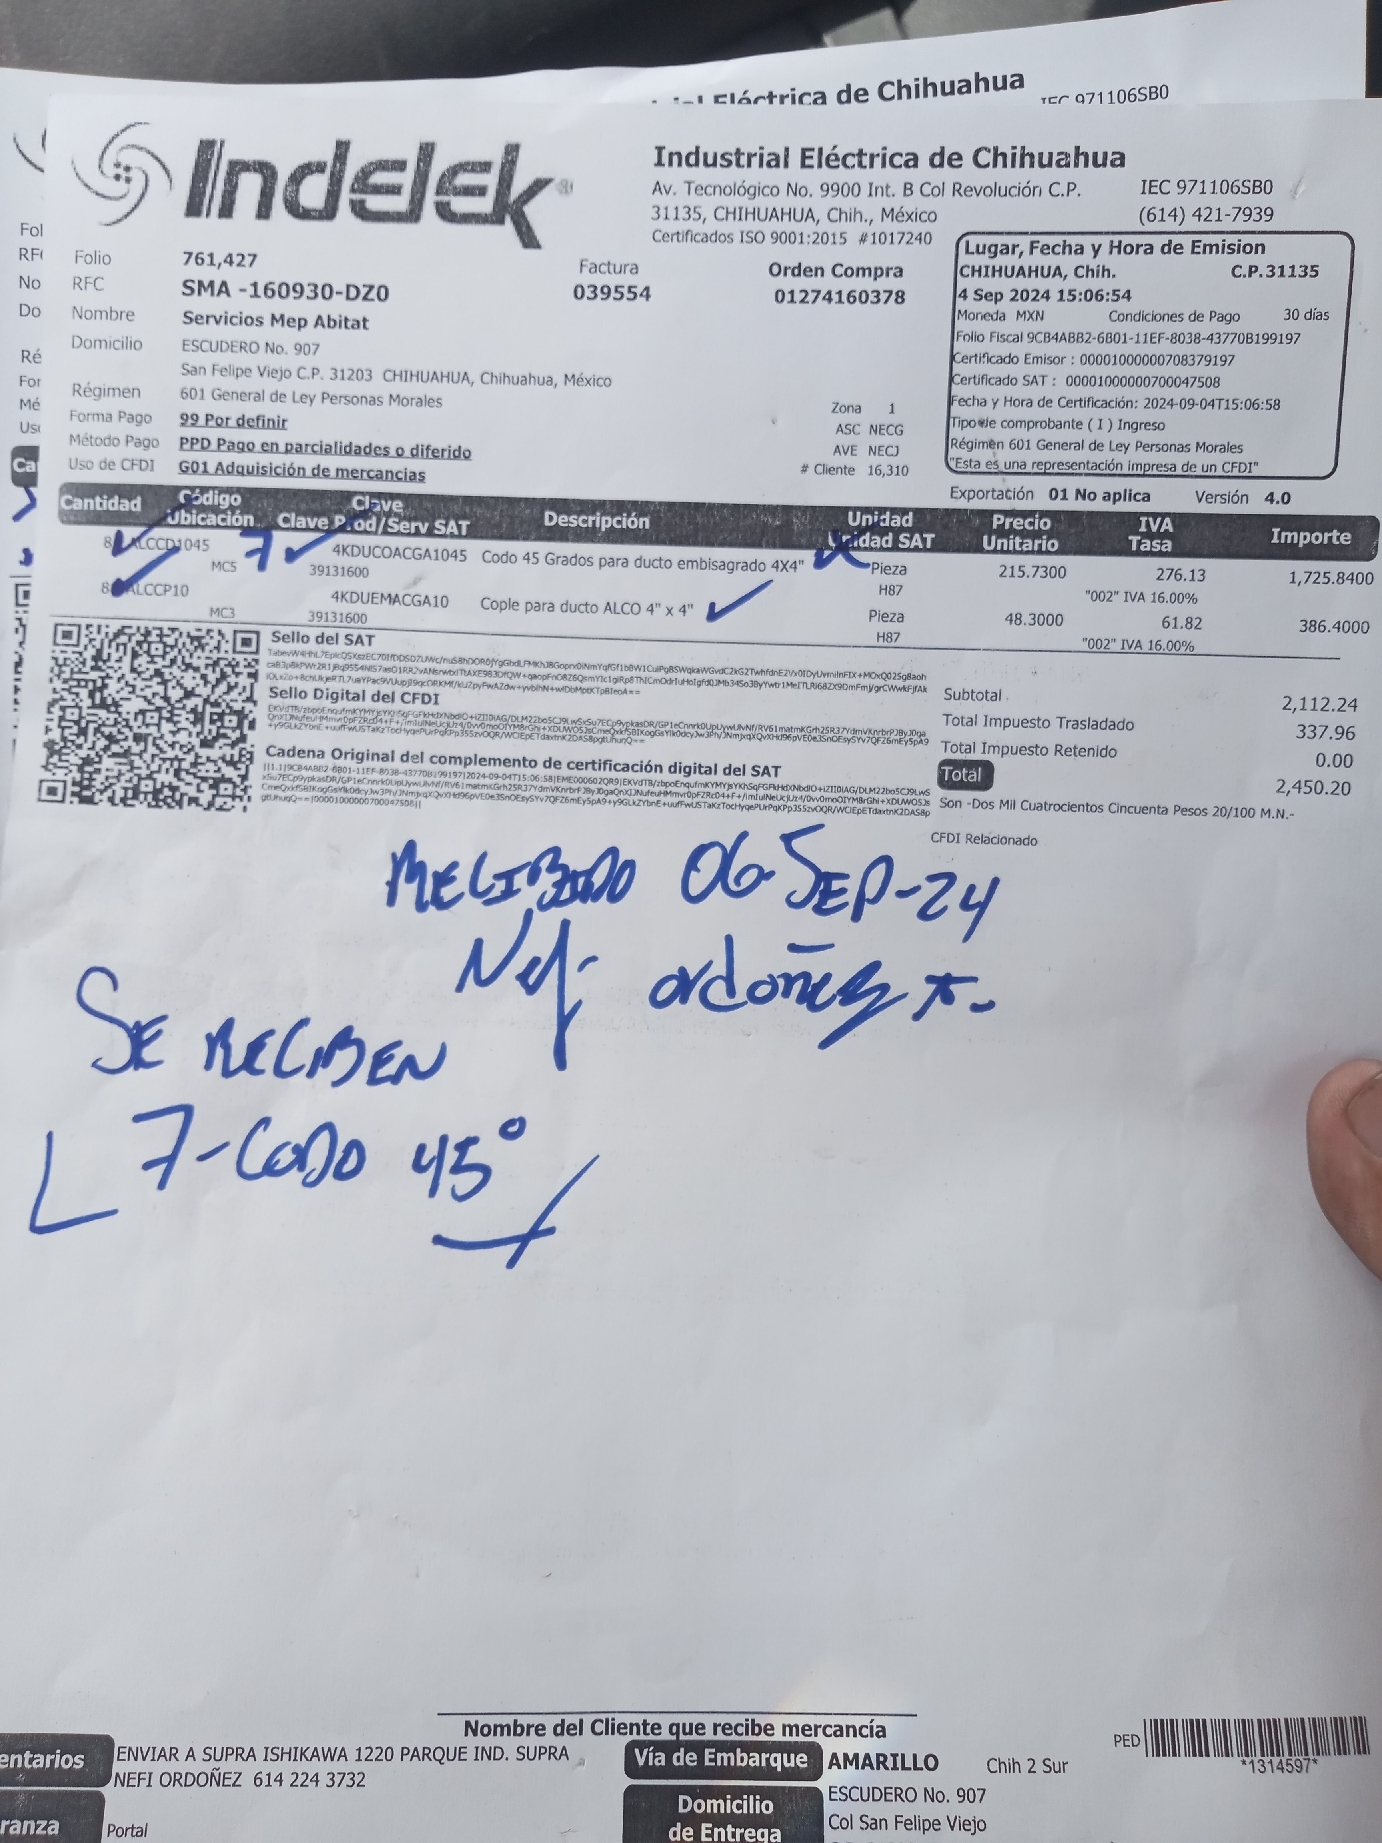 ial Eléctrica de Chihuahua
IEC 971106SB0
Indelek
Industrial Eléctrica de Chihuahua
Av. Tecnológico No. 9900 Int. B Col Revolución C.P.
31135, CHIHUAHUA, Chih., México
Certificados ISO 9001:2015 #1017240
IEC 971106SB0
(614) 421-7939
Lugar, Fecha y Hora de Emision
CHIHUAHUA, Chih. C.P.31135
4 Sep 2024 15:06:54
Moneda MXN Condiciones de Pago 30 días
Folio Fiscal 9CB4ABB2-6B01-11EF-8038-43770B199197
Certificado Emisor : 00001000000708379197
Certificado SAT : 00001000000700047508
Fecha y Hora de Certificación: 2024-09-04T15:06:58
Tipo de comprobante ( I ) Ingreso
Régimen 601 General de Ley Personas Morales
"Esta es una representación impresa de un CFDI"
Folio 761,427
Factura
039554
Orden Compra
01274160378
RFC SMA -160930-DZ0
Nombre Servicios Mep Abitat
Domicilio ESCUDERO No. 907
San Felipe Viejo C.P. 31203 CHIHUAHUA, Chihuahua, México
Régimen 601 General de Ley Personas Morales
Forma Pago 99 Por definir
Método Pago PPD Pago en parcialidades o diferido
Uso de CFDI G01 Adquisición de mercancias
Zona 1
ASC NECG
AVE NECJ
# Cliente 16,310
Exportación 01 No aplica Versión 4.0
Cantidad Código Ubicación Clave Clave Prod/Serv SAT Descripción Unidad Unidad SAT Precio Unitario IVA Tasa Importe
8 ALCCD1045 7 4KDUCOACGA1045 Codo 45 Grados para ducto embisagrado 4X4" Pieza 215.7300 276.13 1,725.8400
MC5 39131600 H87 "002" IVA 16.00%
8 ALCCP10 4KDUEMACGA10 Cople para ducto ALCO 4" x 4" Pieza 48.3000 61.82 386.4000
MC3 39131600 H87 "002" IVA 16.00%
Sello del SAT
Sello Digital del CFDI
Cadena Original del complemento de certificación digital del SAT
Subtotal 2,112.24
Total Impuesto Trasladado 337.96
Total Impuesto Retenido 0.00
Total 2,450.20
Son -Dos Mil Cuatrocientos Cincuenta Pesos 20/100 M.N.-
CFDI Relacionado
RECIBIDO 06-SEP-24
Nef- ordoñez
SE RECIBEN
7-CODO 45°
Nombre del Cliente que recibe mercancía
entarios ENVIAR A SUPRA ISHIKAWA 1220 PARQUE IND. SUPRA
NEFI ORDOÑEZ 614 224 3732
Vía de Embarque AMARILLO Chih 2 Sur
PED
*1314597*
ranza Portal
Domicilio
de Entrega
ESCUDERO No. 907
Col San Felipe Viejo